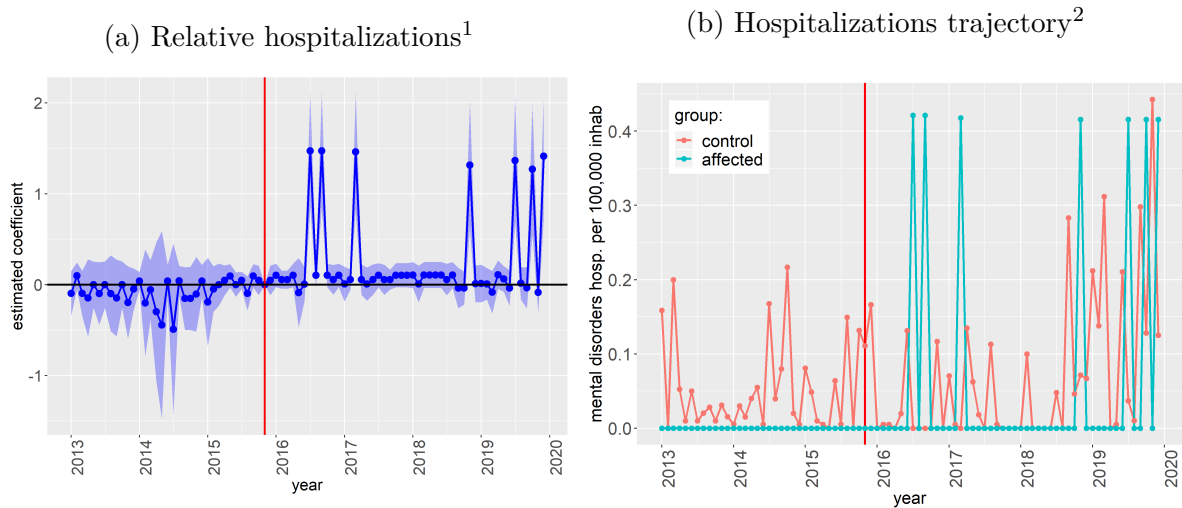 (a) Relative hospitalizations¹
2
1
0
-1
estimated coefficient
2013
2014
2015
2016
2017
2018
2019
2020
year
(b) Hospitalizations trajectory²
group:
control
affected
0.4
0.3
0.2
0.1
0.0
mental disorders hosp. per 100,000 inhab
2013
2014
2015
2016
2017
2018
2019
2020
year